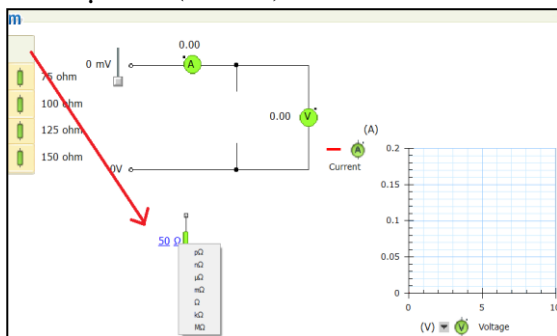 m
0.00
0 mV
A
75 ohm
100 ohm
125 ohm
150 ohm
0.00
V
0V
(A)
A
Current
0.2
0.15
0.1
0.05
0
0
5
10
(V)
V
Voltage
50 Ω
pΩ
nΩ
μΩ
mΩ
Ω
kΩ
MΩ